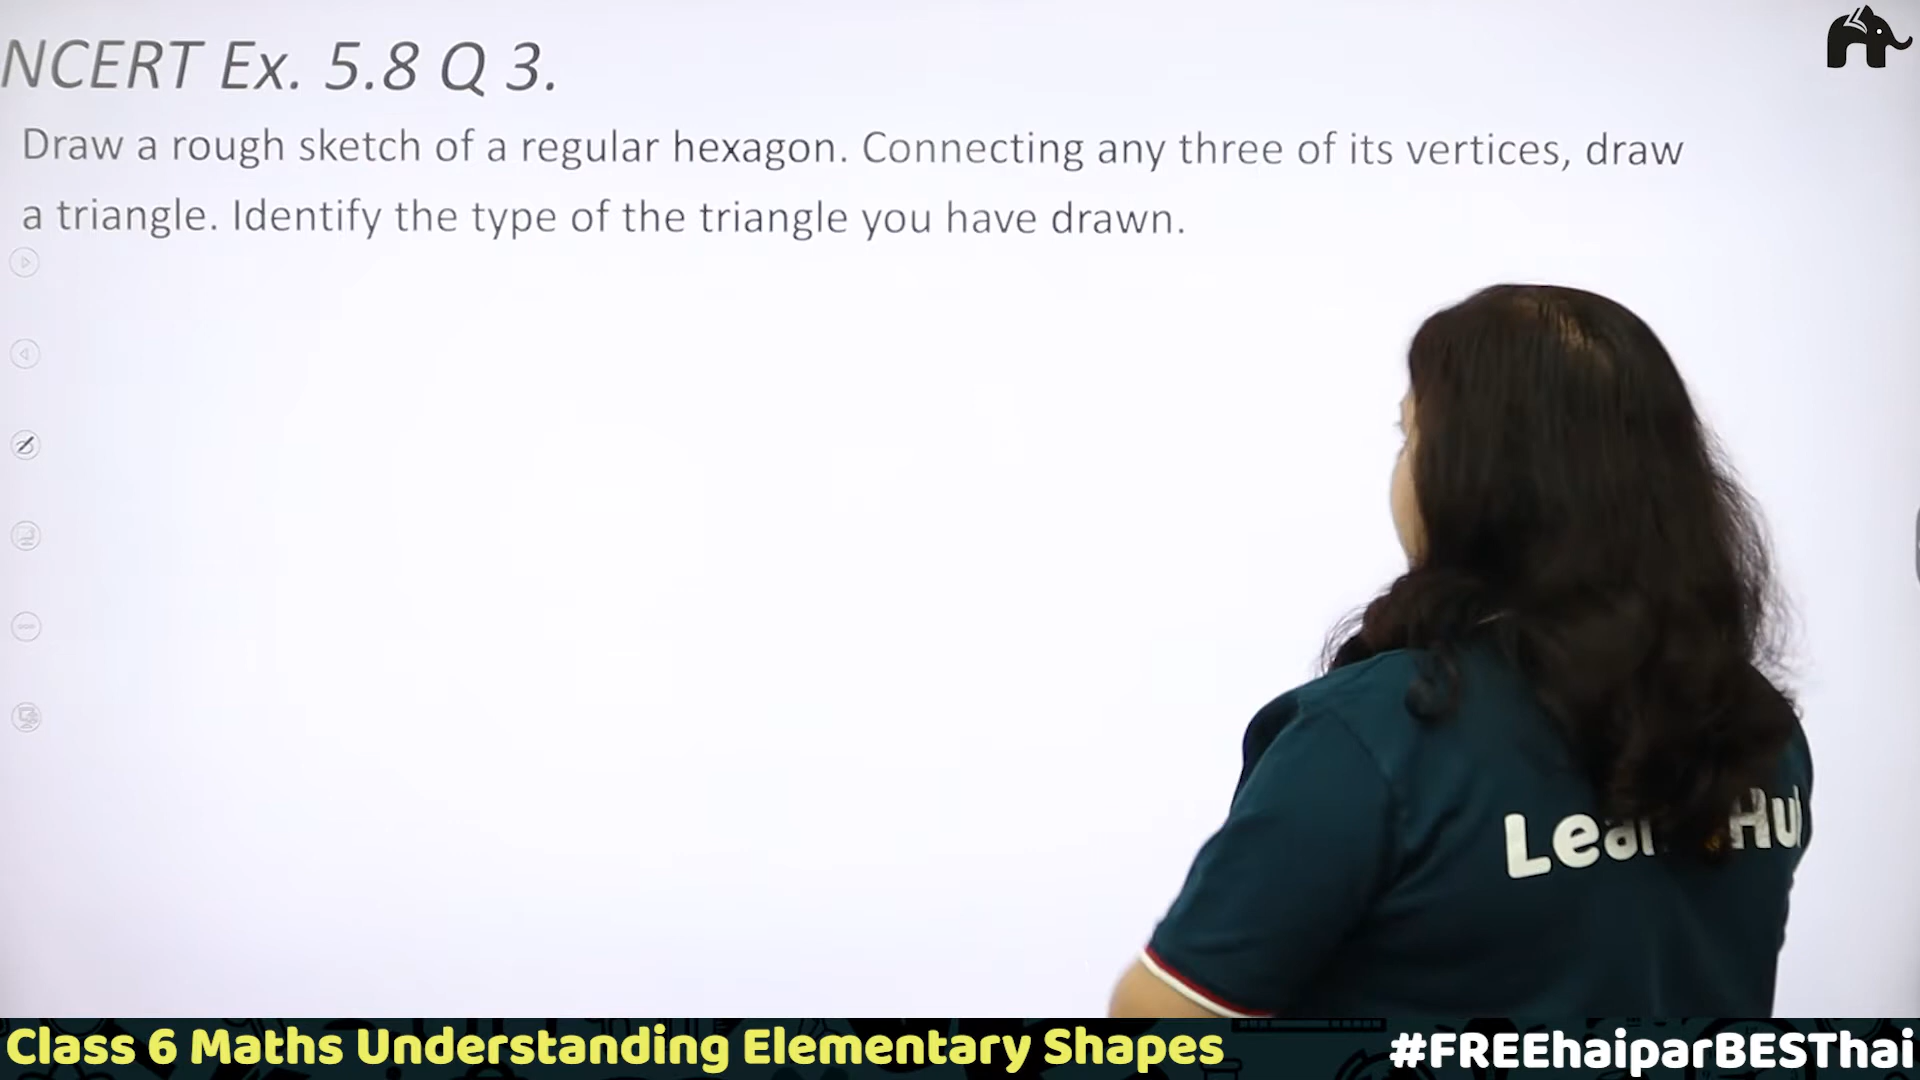 NCERT Ex. 5.8 Q 3.
Draw a rough sketch of a regular hexagon. Connecting any three of its vertices, draw
a triangle. Identify the type of the triangle you have drawn.
Class 6 Maths Understanding Elementary Shapes
#FREEhaiparBESThai